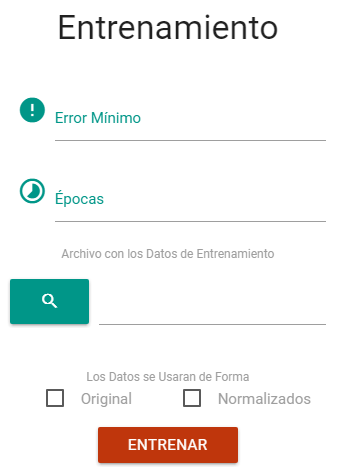 Entrenamiento
Error Mínimo
Épocas
Archivo con los Datos de Entrenamiento
Los Datos se Usaran de Forma
Original Normalizados
ENTRENAR